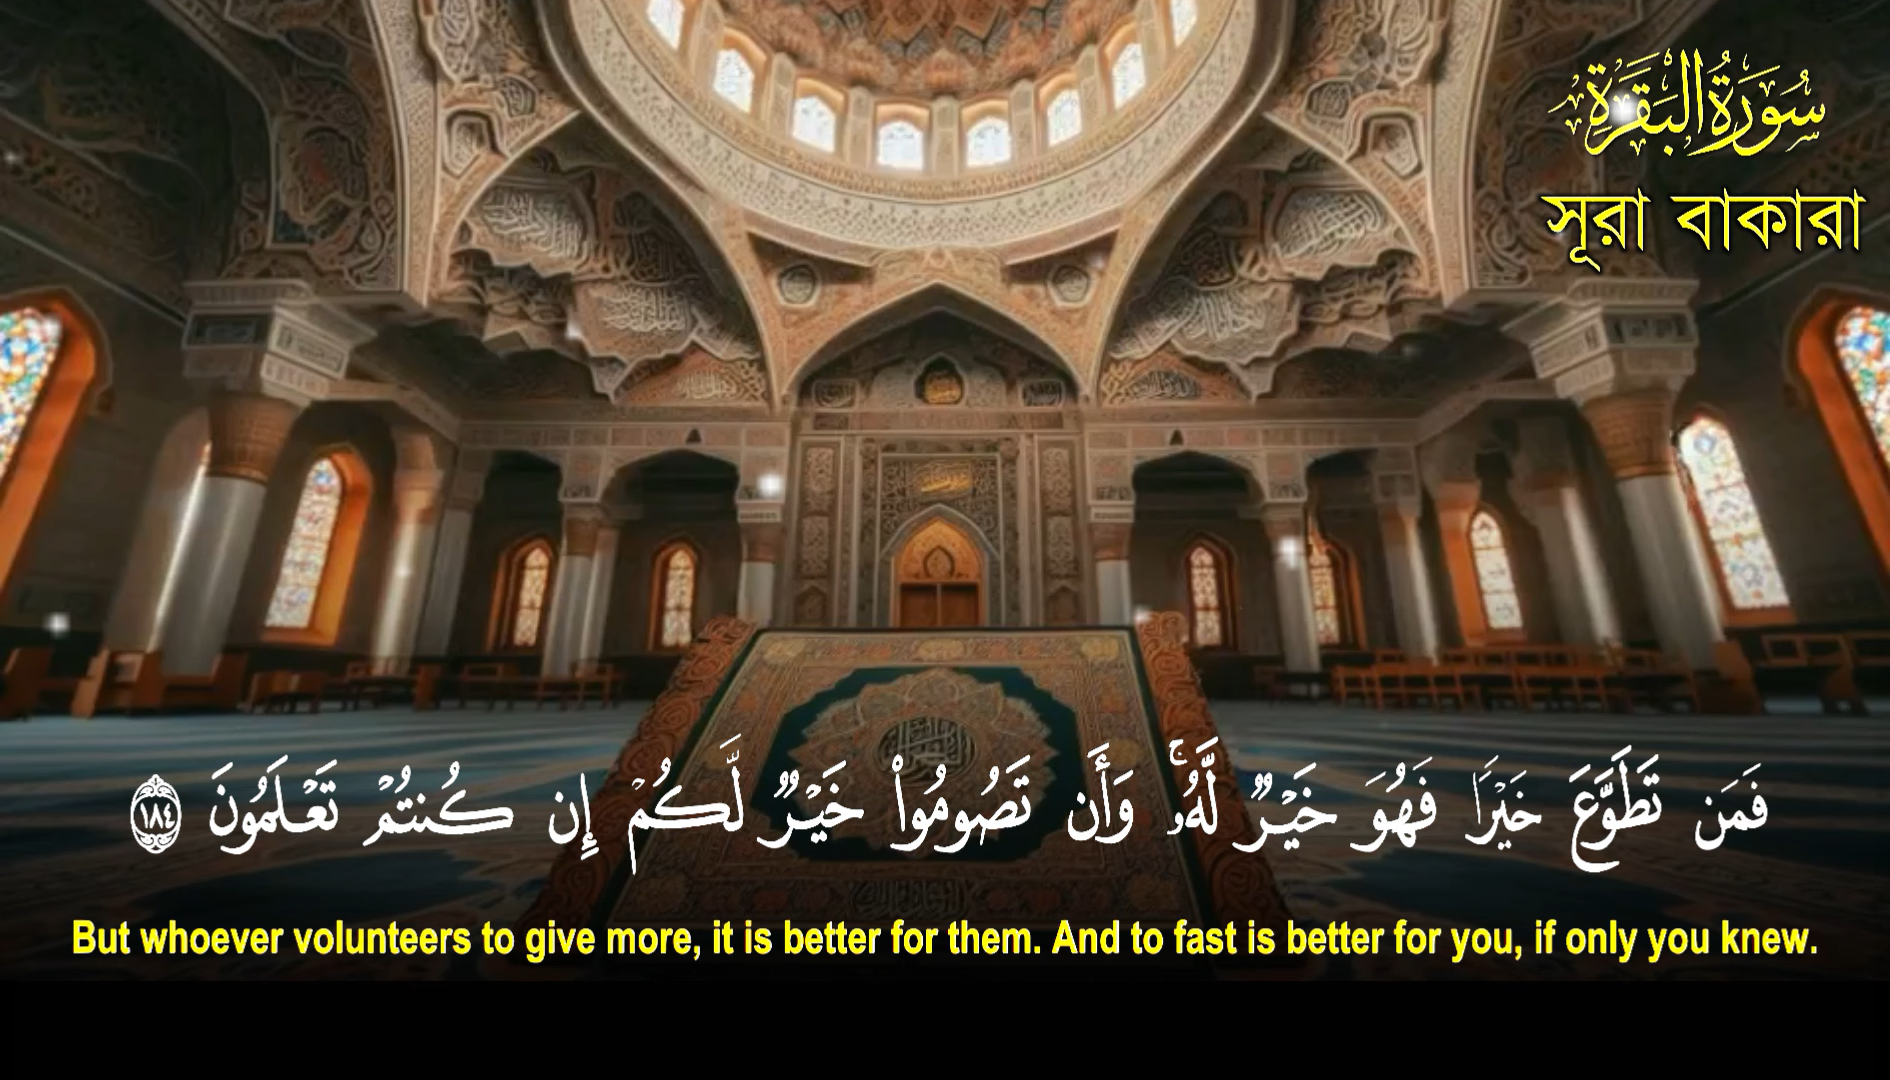 سُورَةُ البَقَرَةِ
সূরা বাকারা
فَمَن تَطَوَّعَ خَيْرًا فَهُوَ خَيْرٌ لَّهُۥ ۚ وَأَن تَصُومُوا۟ خَيْرٌ لَّكُمْ إِن كُنتُمْ تَعْلَمُونَ ١٨٤
But whoever volunteers to give more, it is better for them. And to fast is better for you, if only you knew.